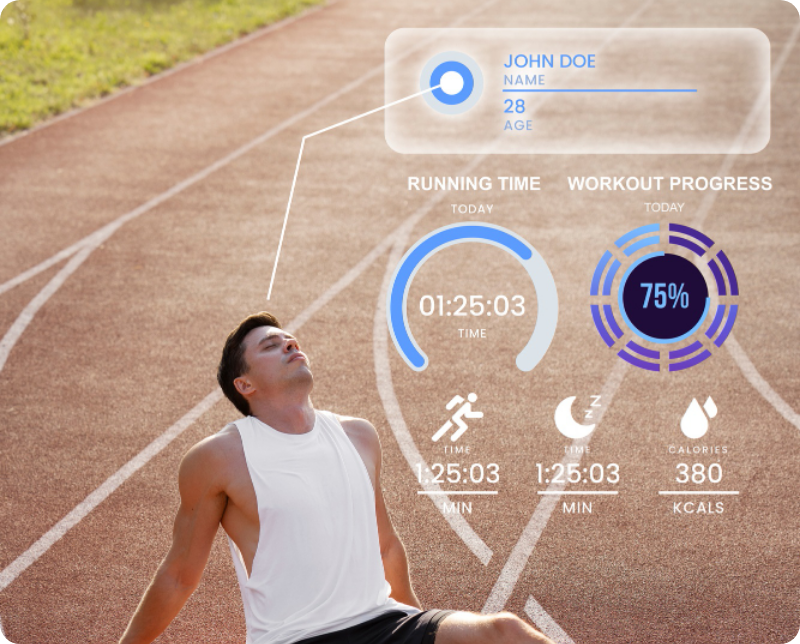 JOHN DOE
NAME
28
AGE
RUNNING TIME
WORKOUT PROGRESS
TODAY
TODAY
01:25:03
TIME
75%
TIME
TIME
CALORIES
1:25:03
1:25:03
380
MIN
MIN
KCALS